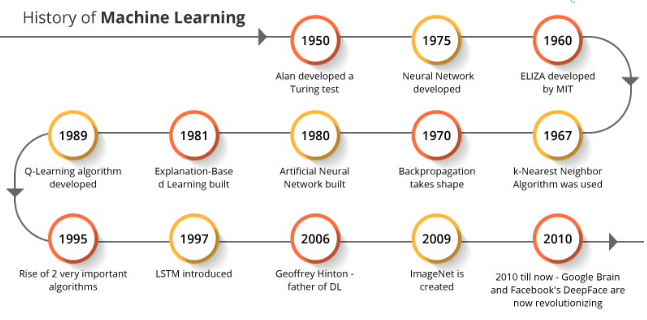 History of Machine Learning
1950
Alan developed a
Turing test
1975
Neural Network
developed
1960
ELIZA developed
by MIT
1967
k-Nearest Neighbor
Algorithm was used
1970
Backpropagation
takes shape
1980
Artificial Neural
Network built
1981
Explanation-Base
d Learning built
1989
Q-Learning algorithm
developed
1995
Rise of 2 very important
algorithms
1997
LSTM introduced
2006
Geoffrey Hinton -
father of DL
2009
ImageNet is
created
2010
2010 till now - Google Brain
and Facebook's DeepFace are
now revolutionizing